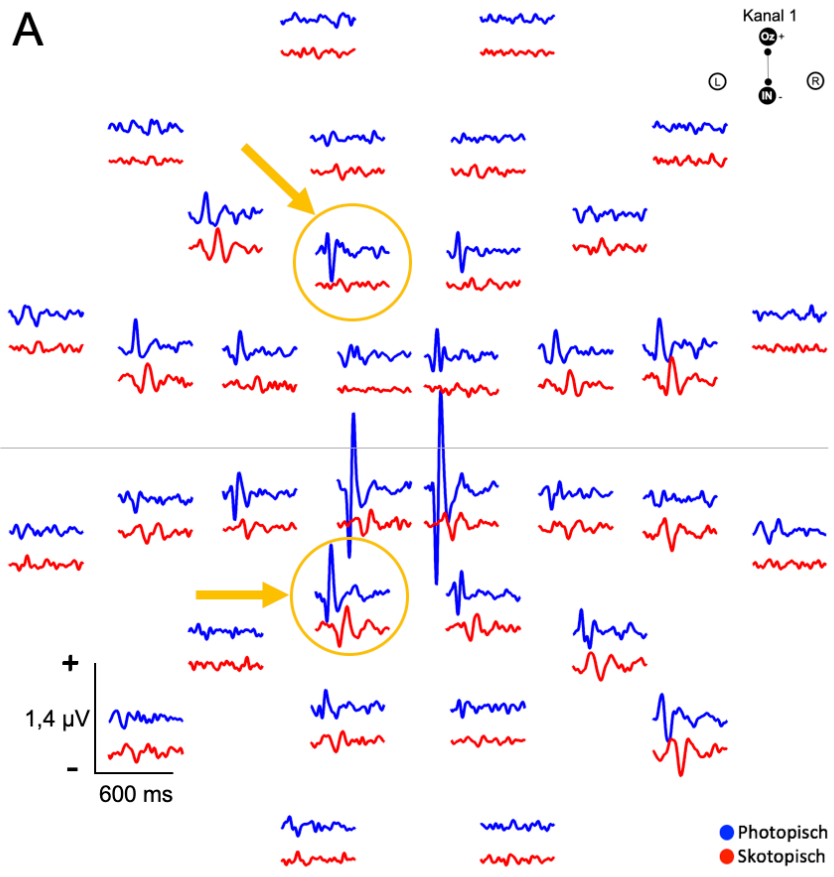 A
Kanal 1
Oz +
L
R
IN -
+
1,4 µV
-
600 ms
Photopisch
Skotopisch